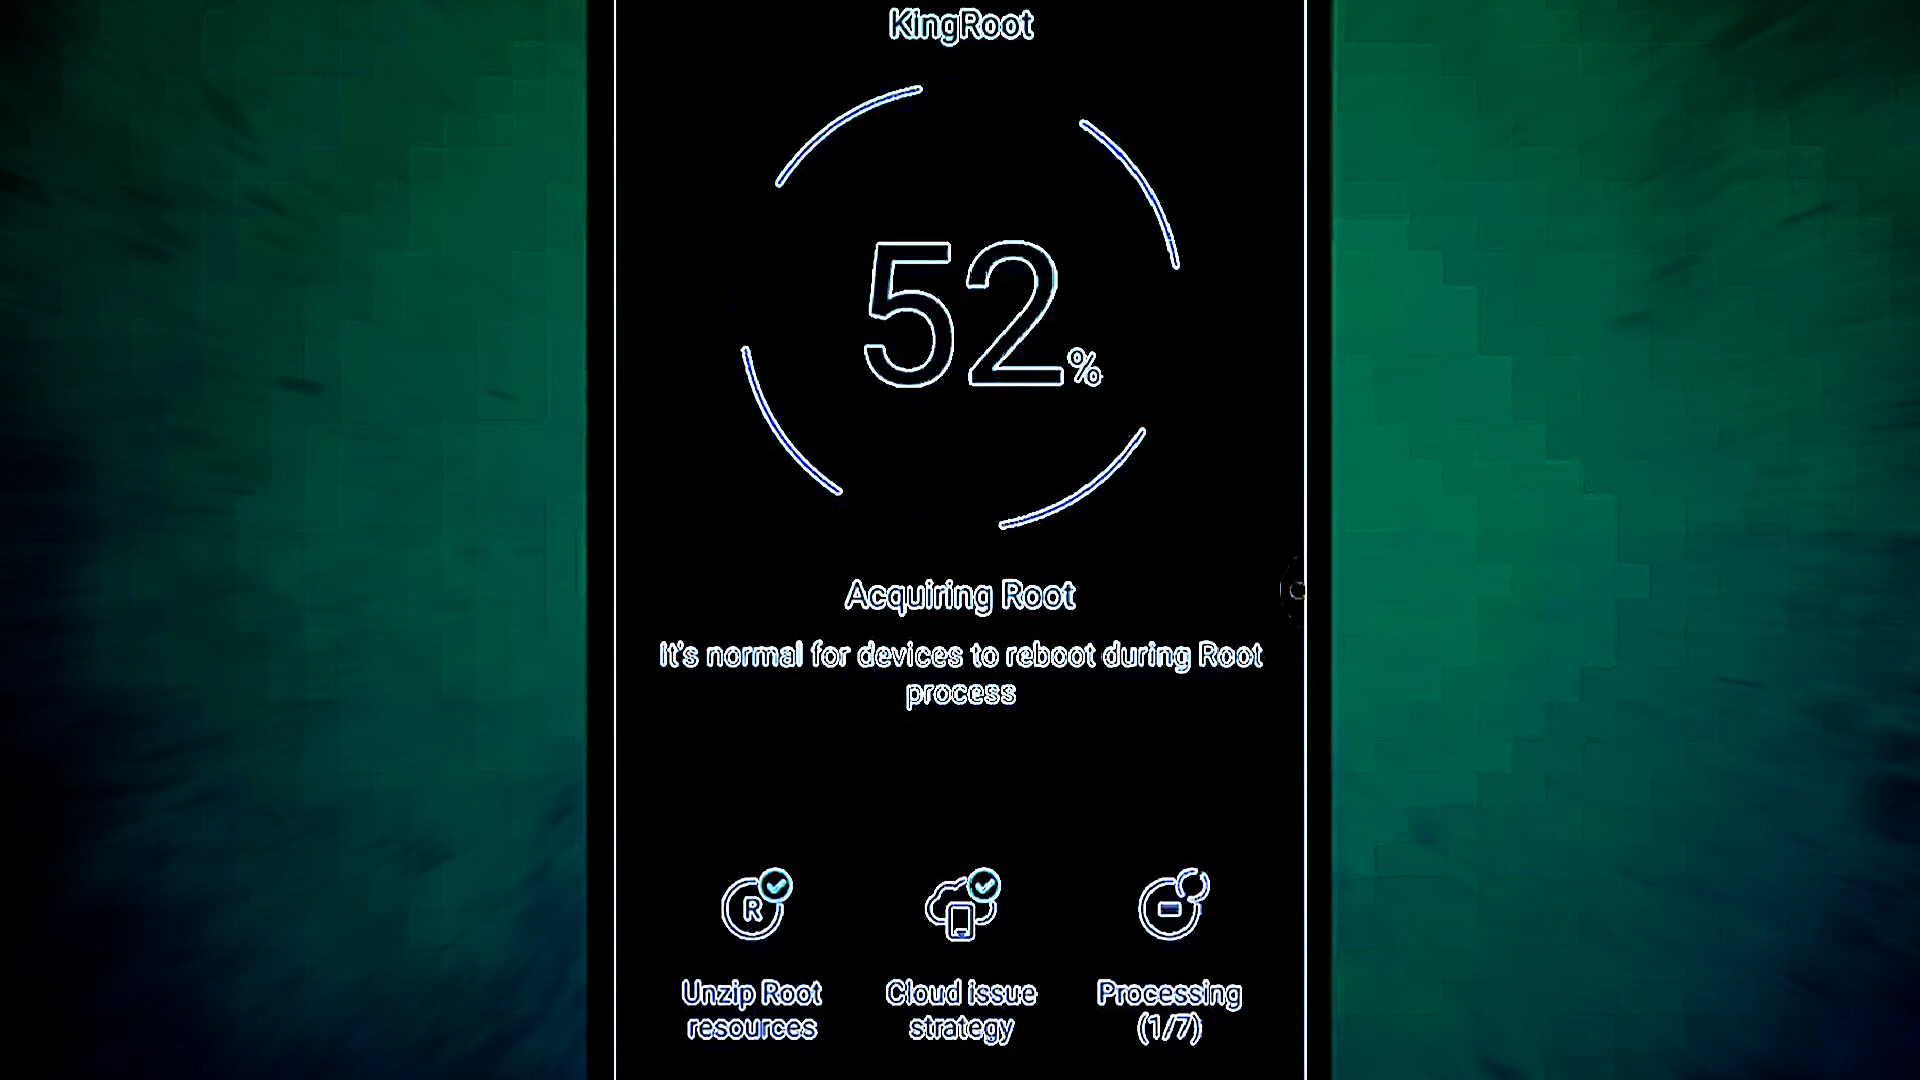 KingRoot
52%
Acquiring Root
It's normal for devices to reboot during Root
process
R
Unzip Root
resources
Cloud issue
strategy
Processing
(1/7)